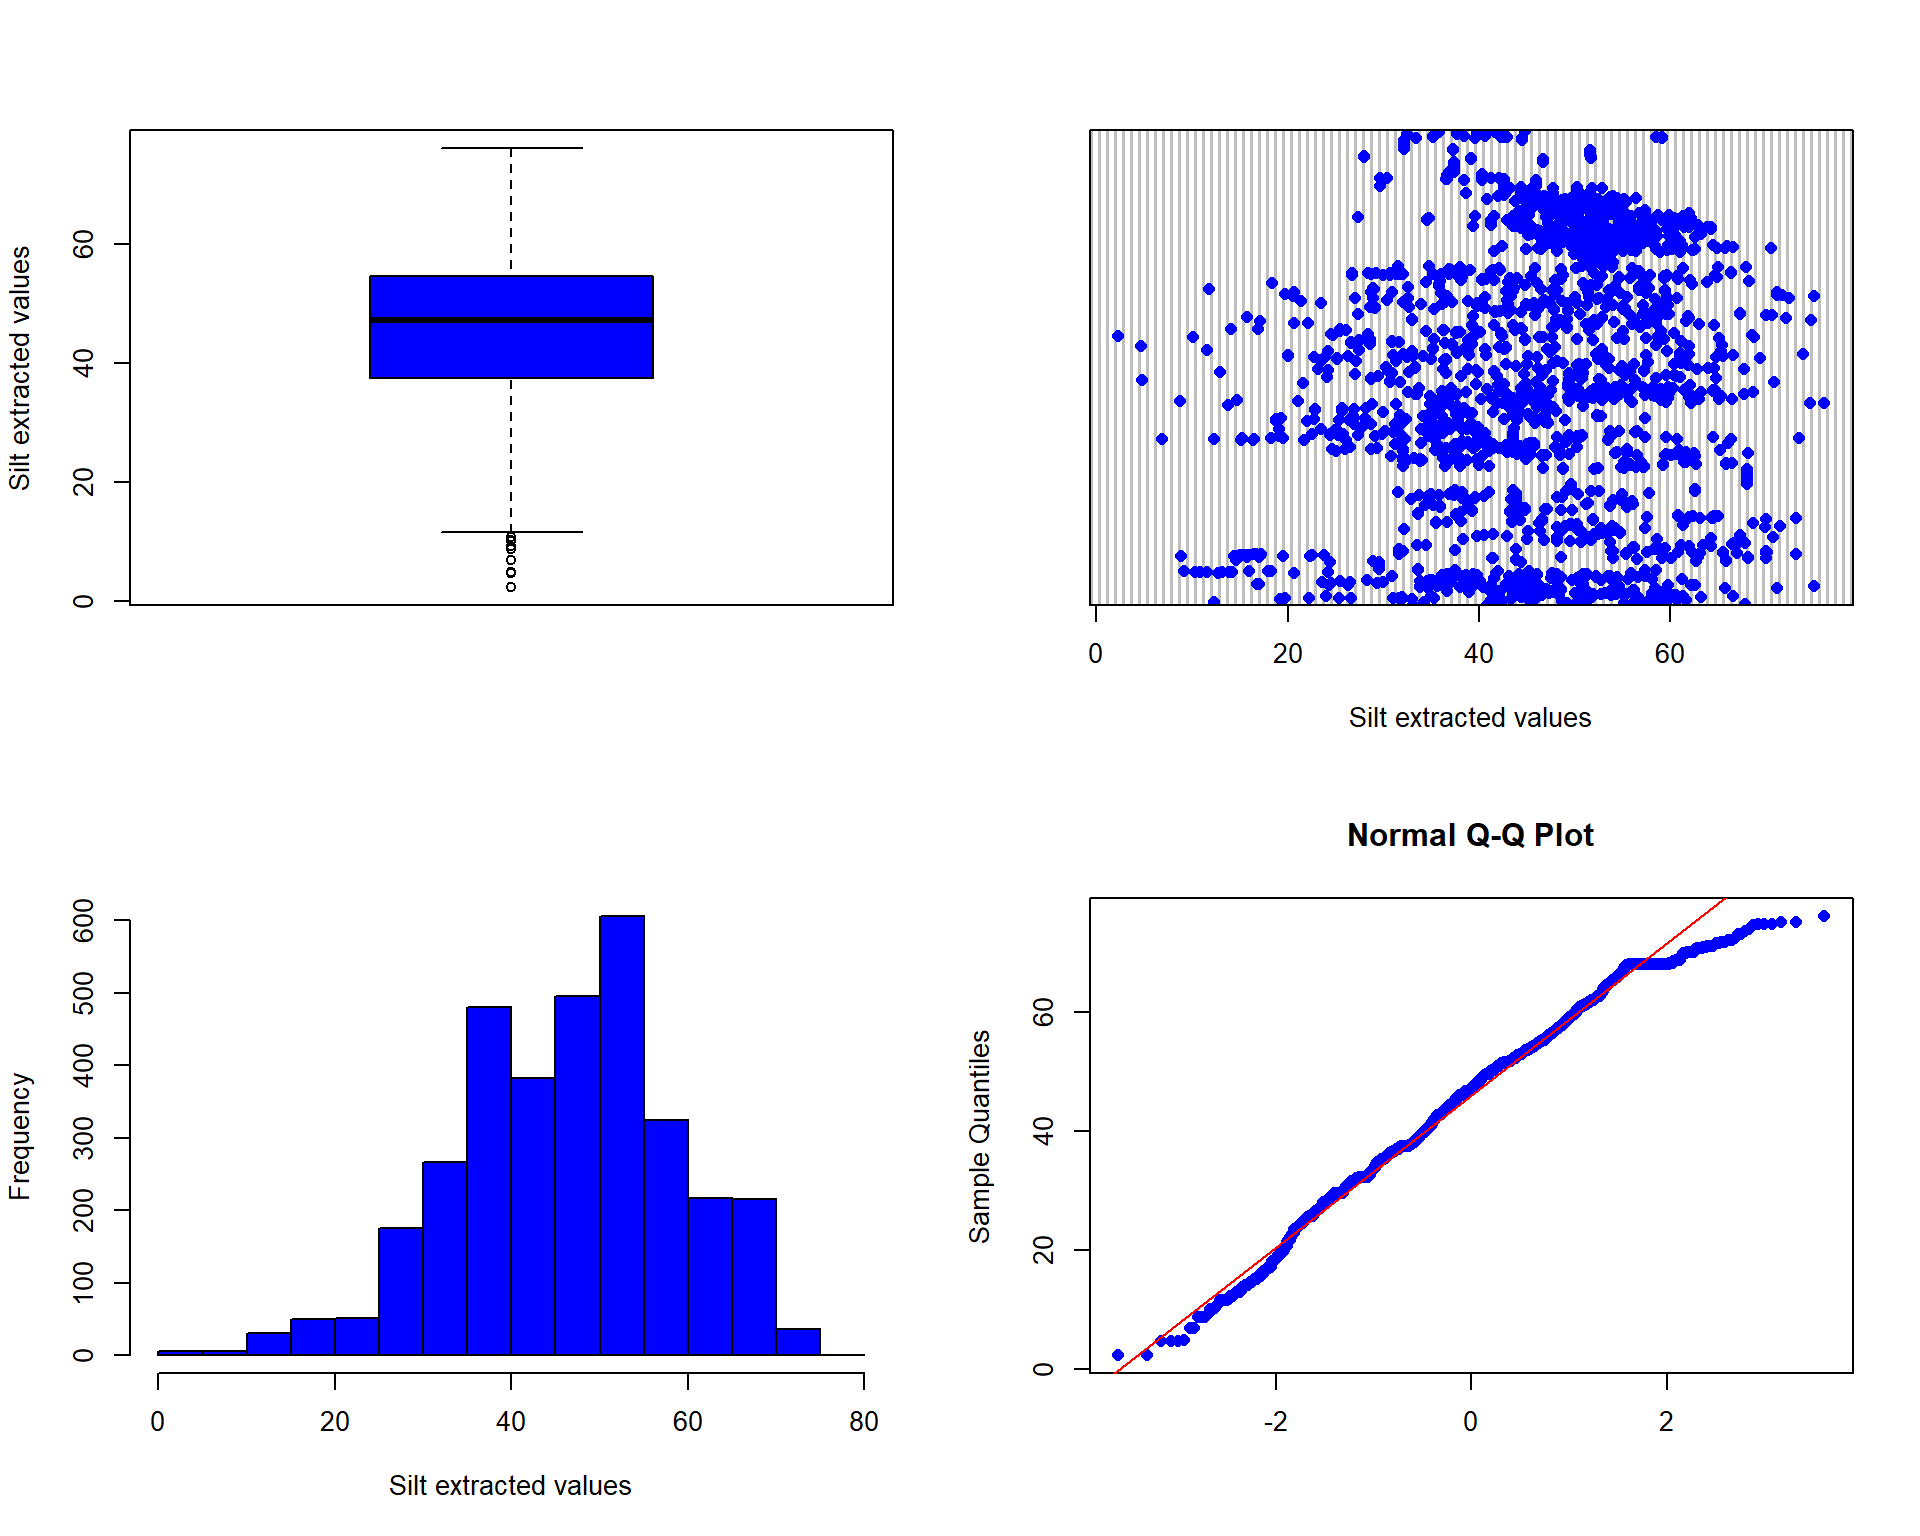 Silt extracted values
0 20 40 60
0 20 40 60
Silt extracted values
Frequency
0 100 200 300 400 500 600
0 20 40 60 80
Silt extracted values
Normal Q-Q Plot
Sample Quantiles
0 20 40 60
-2 0 2